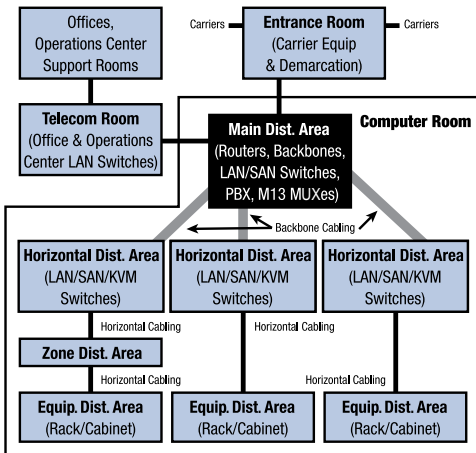 Offices,
Operations Center
Support Rooms
Carriers
Entrance Room
(Carrier Equip
& Demarcation)
Carriers
Telecom Room
(Office & Operations
Center LAN Switches)
Main Dist. Area
(Routers, Backbones,
LAN/SAN Switches,
PBX, M13 MUXes)
Computer Room
Backbone Cabling
Horizontal Dist. Area
(LAN/SAN/KVM
Switches)
Horizontal Dist. Area
(LAN/SAN/KVM
Switches)
Horizontal Dist. Area
(LAN/SAN/KVM
Switches)
Horizontal Cabling
Horizontal Cabling
Zone Dist. Area
Horizontal Cabling
Horizontal Cabling
Equip. Dist. Area
(Rack/Cabinet)
Equip. Dist. Area
(Rack/Cabinet)
Equip. Dist. Area
(Rack/Cabinet)